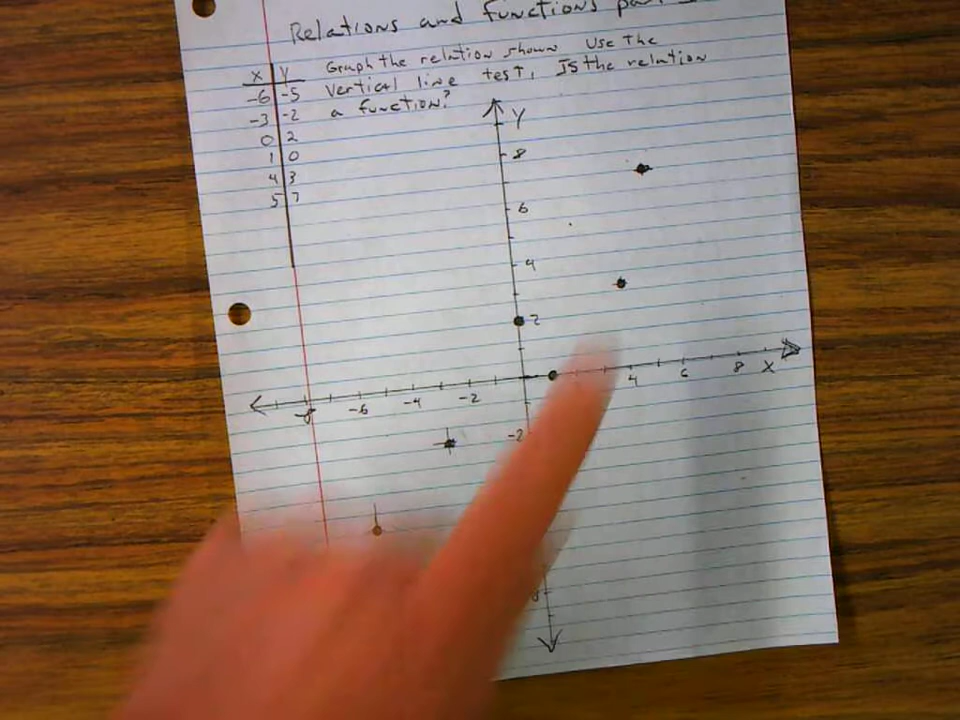 Relations and functions
x y Graph the relation shown Use the
-6 -5 Vertical line test, Is the relation
-3 -2 a function?
0 2
1 0
4 3
5 7
Y
8
6
4
2
-6 -4 -2 4 6 8 X
-2